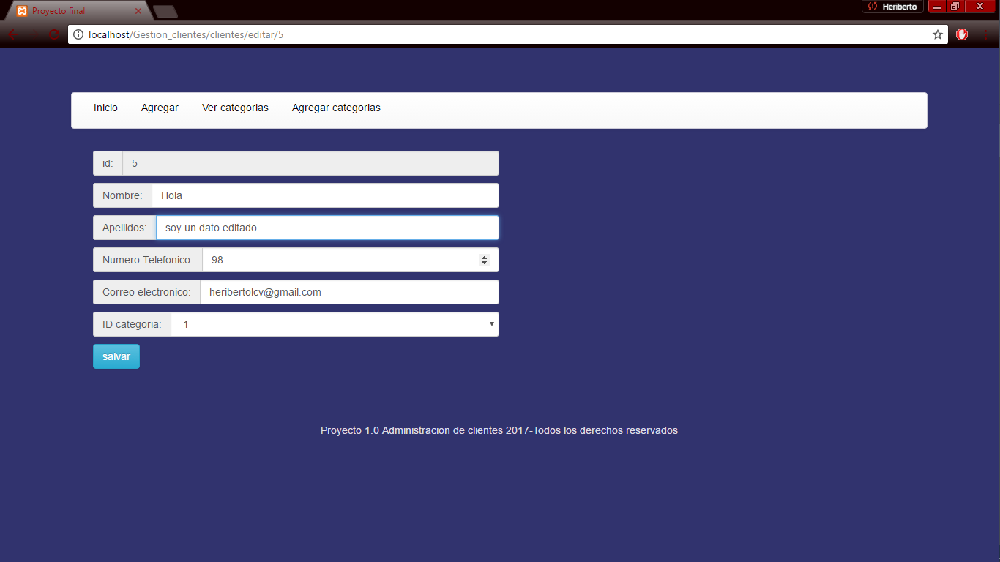 Proyecto final
Heriberto
localhost/Gestion_clientes/clientes/editar/5
Inicio Agregar Ver categorias Agregar categorias
id: 5
Nombre: Hola
Apellidos: soy un dato editado
Numero Telefonico: 98
Correo electronico: heribertolcv@gmail.com
ID categoria: 1
salvar
Proyecto 1.0 Administracion de clientes 2017-Todos los derechos reservados